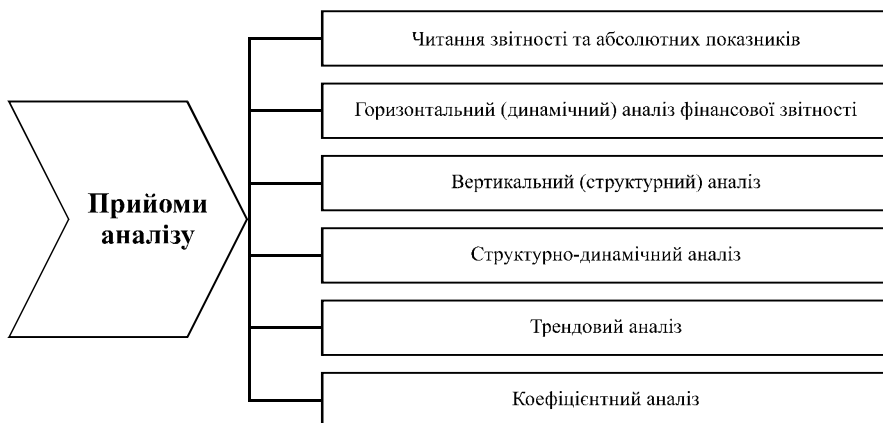 Прийоми
аналізу
Читання звітності та абсолютних показників
Горизонтальний (динамічний) аналіз фінансової звітності
Вертикальний (структурний) аналіз
Структурно-динамічний аналіз
Трендовий аналіз
Коефіцієнтний аналіз